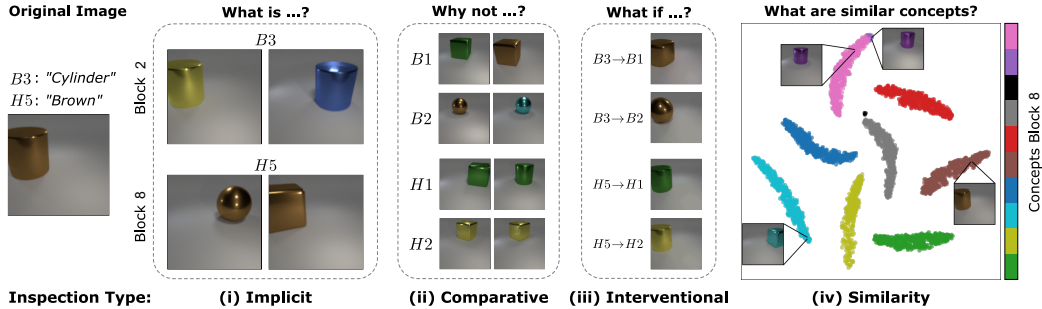 Original Image
What is ...?
Why not ...?
What if ...?
What are similar concepts?
B3: "Cylinder"
H5: "Brown"
B3
Block 2
H5
Block 8
B1
B2
H1
H2
B3→B1
B3→B2
H5→H1
H5→H2
Concepts Block 8
Inspection Type:
(i) Implicit
(ii) Comparative
(iii) Interventional
(iv) Similarity